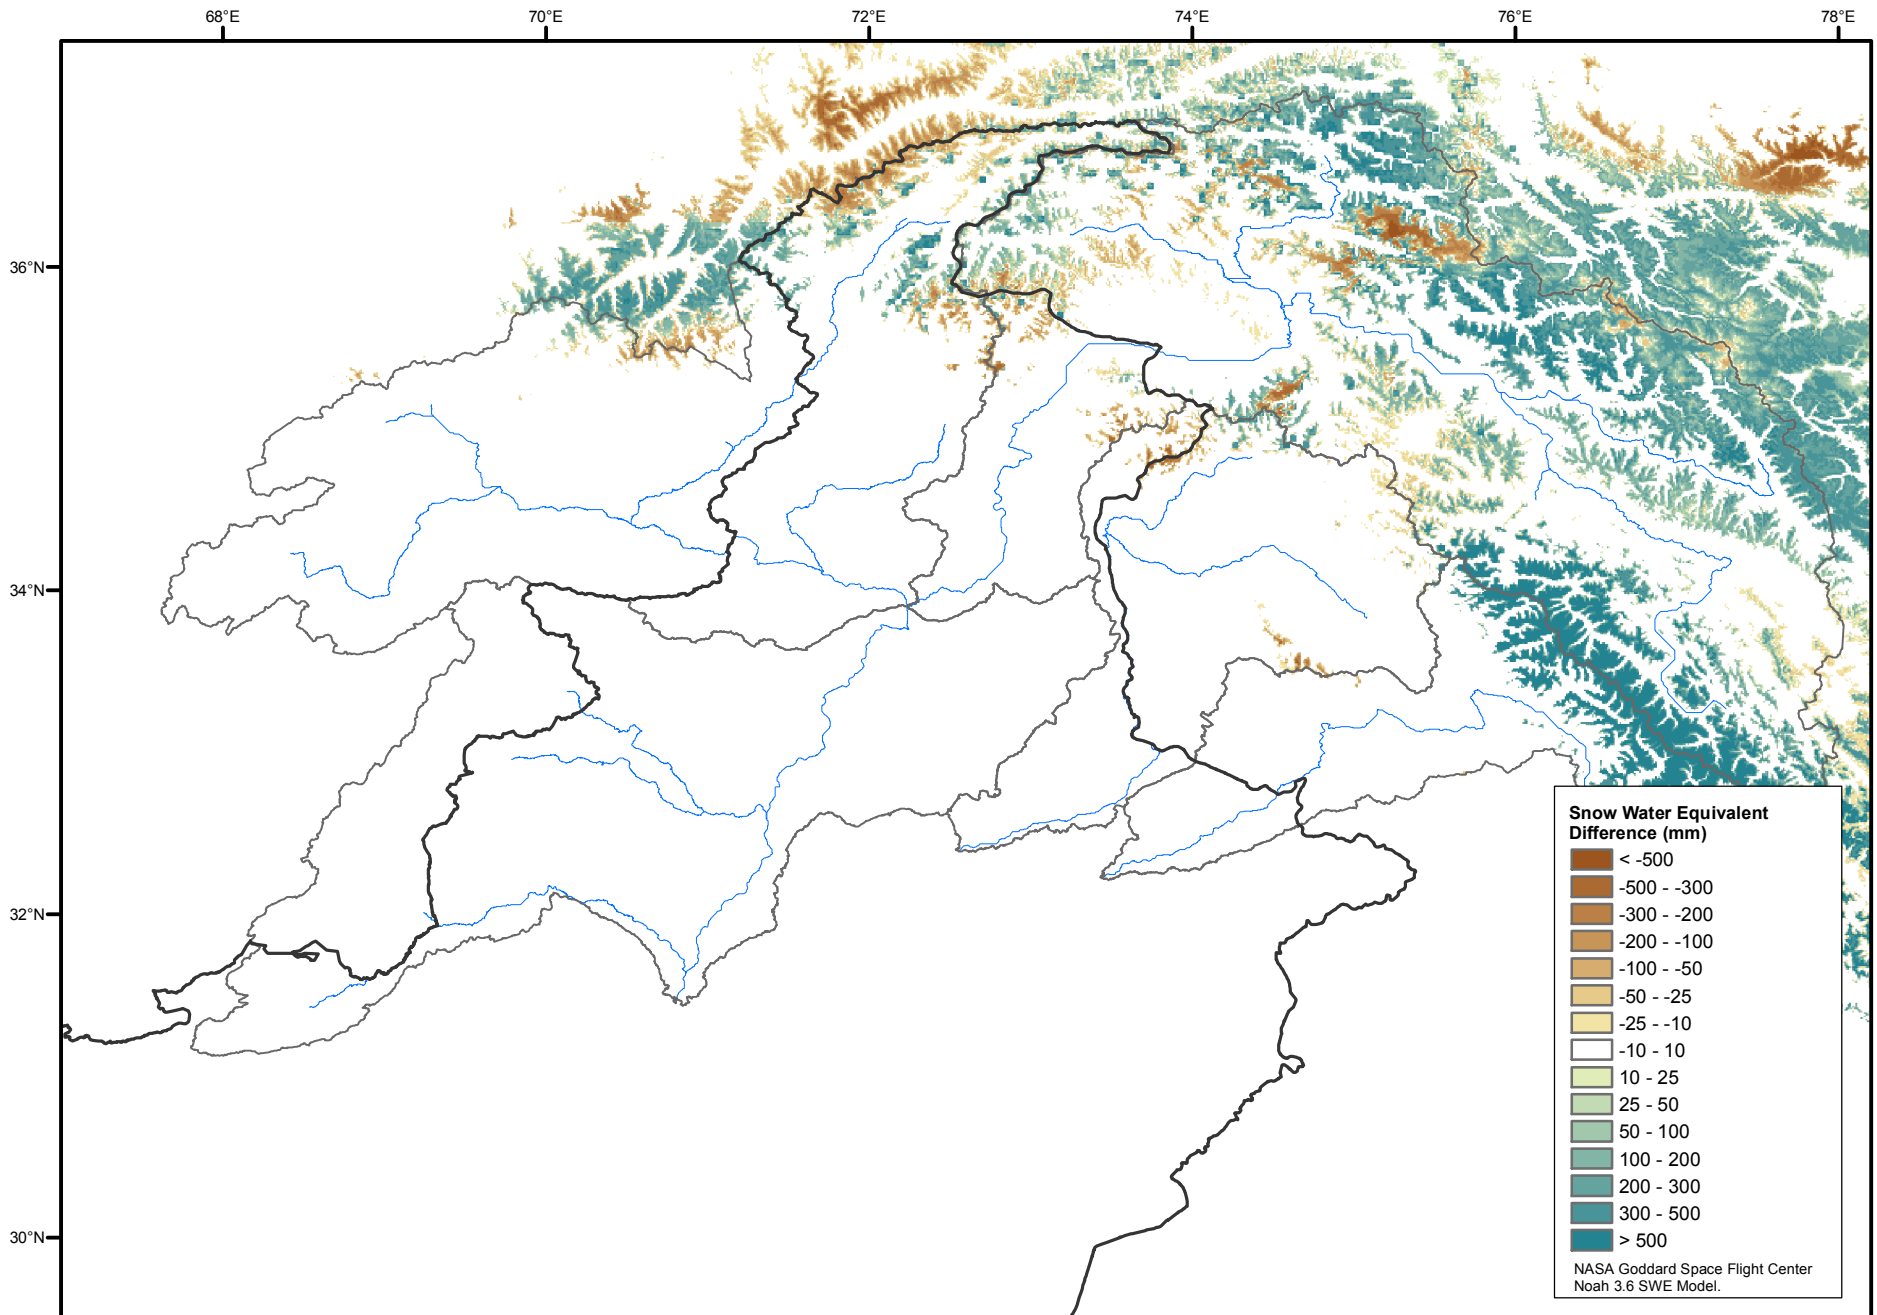 68°E
70°E
72°E
74°E
76°E
78°E
36°N
34°N
32°N
30°N
Snow Water Equivalent
Difference (mm)
< -500
-500 - -300
-300 - -200
-200 - -100
-100 - -50
-50 - -25
-25 - -10
-10 - 10
10 - 25
25 - 50
50 - 100
100 - 200
200 - 300
300 - 500
> 500
NASA Goddard Space Flight Center
Noah 3.6 SWE Model.